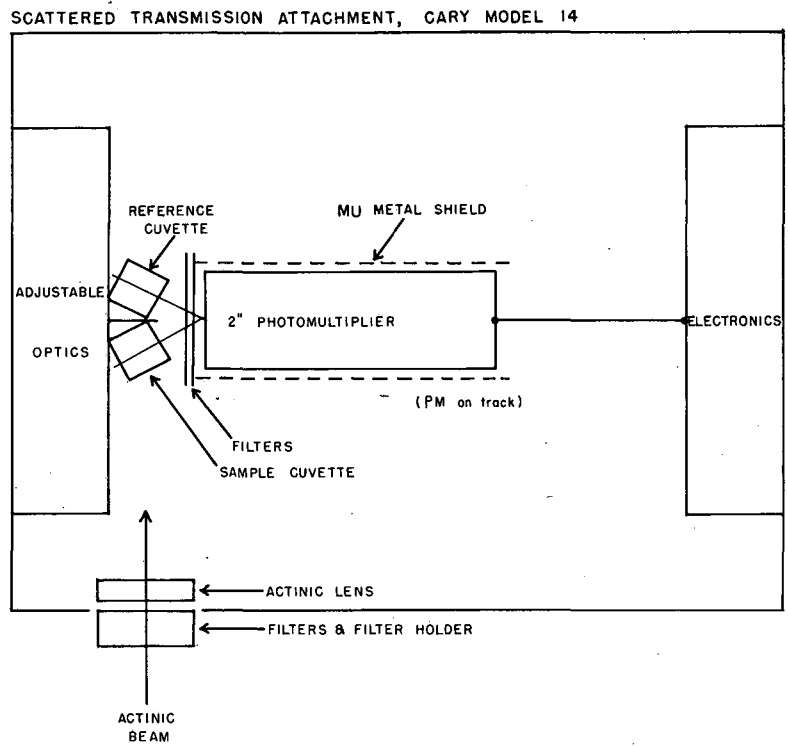 SCATTERED TRANSMISSION ATTACHMENT, CARY MODEL 14
REFERENCE
CUVETTE
MU METAL SHIELD
ADJUSTABLE
OPTICS
2" PHOTOMULTIPLIER
ELECTRONICS
(PM on track)
FILTERS
SAMPLE CUVETTE
ACTINIC LENS
FILTERS & FILTER HOLDER
ACTINIC
BEAM